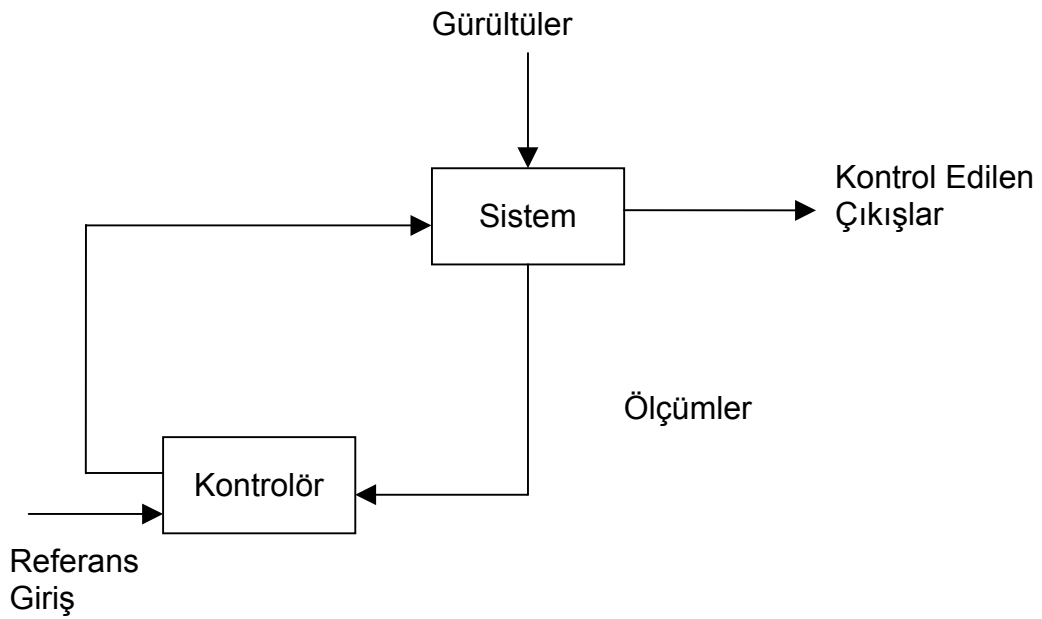 Gürültüler
Kontrol Edilen
Çıkışlar
Sistem
Ölçümler
Kontrolör
Referans
Giriş